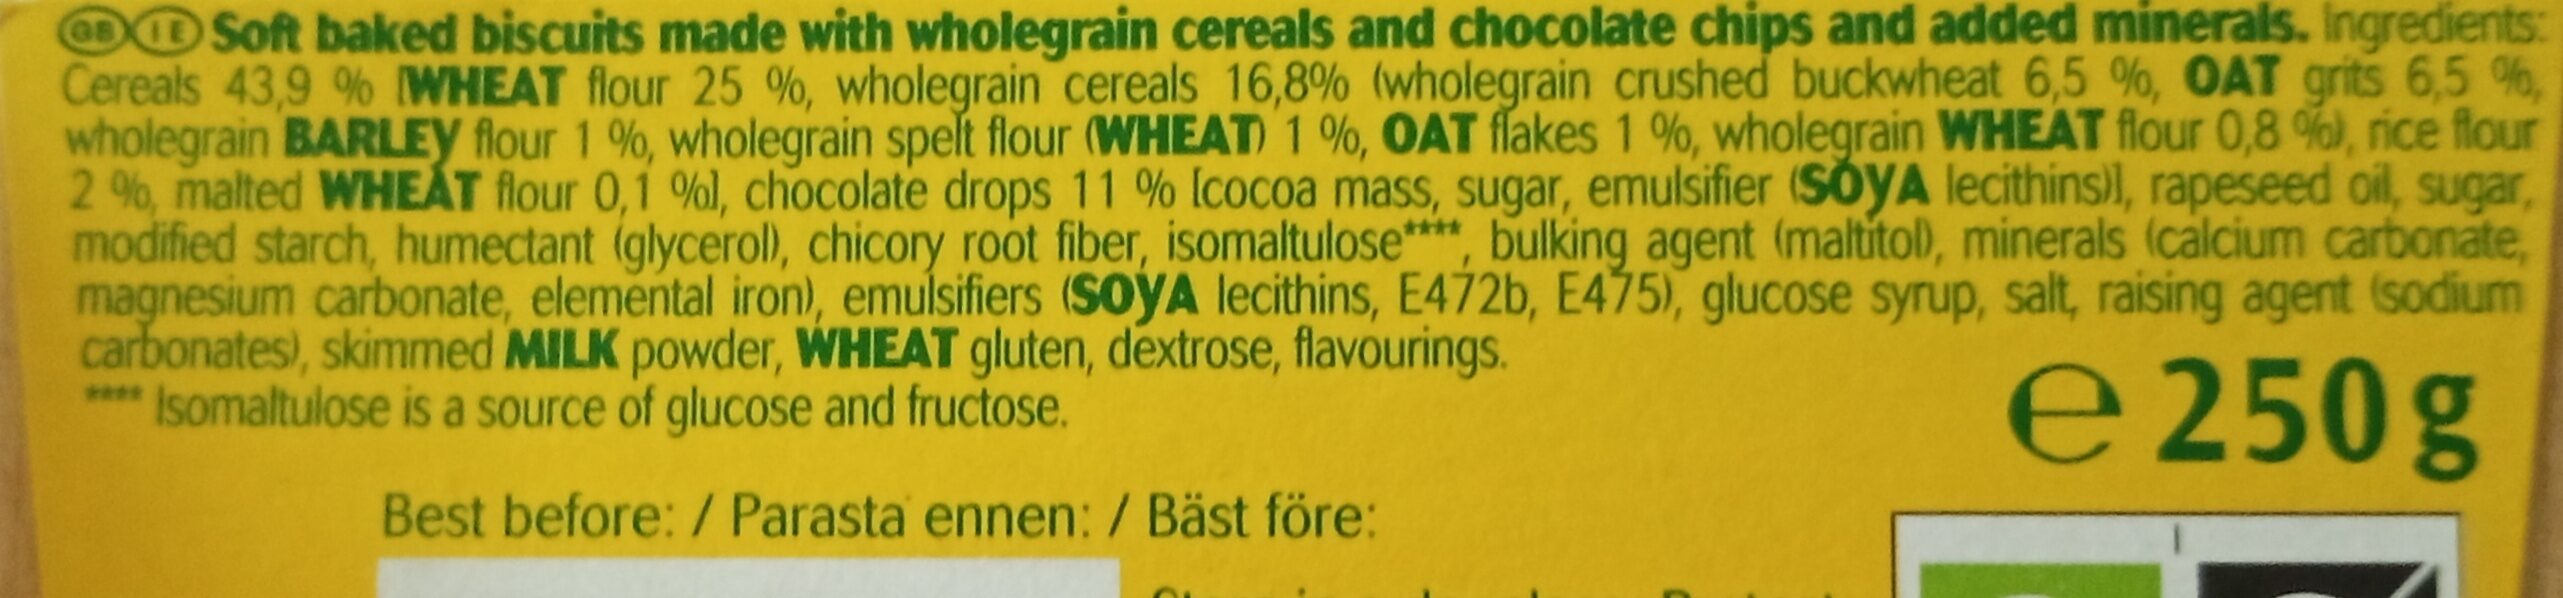 GB IE Soft baked biscuits made with wholegrain cereals and chocolate chips and added minerals. Ingredients:
Cereals 43,9 % [WHEAT flour 25 %, wholegrain cereals 16,8% (wholegrain crushed buckwheat 6,5 %, OAT grits 6,5 %,
wholegrain BARLEY flour 1 %, wholegrain spelt flour (WHEAT) 1 %, OAT flakes 1 %, wholegrain WHEAT flour 0,8 %), rice flour
2 %, malted WHEAT flour 0,1 %], chocolate drops 11 % [cocoa mass, sugar, emulsifier (SOYA lecithins)], rapeseed oil, sugar,
modified starch, humectant (glycerol), chicory root fiber, isomaltulose****, bulking agent (maltitol), minerals (calcium carbonate,
magnesium carbonate, elemental iron), emulsifiers (SOYA lecithins, E472b, E475), glucose syrup, salt, raising agent (sodium
carbonates), skimmed MILK powder, WHEAT gluten, dextrose, flavourings.
**** Isomaltulose is a source of glucose and fructose.
e 250 g
Best before: / Parasta ennen: / Bäst före: